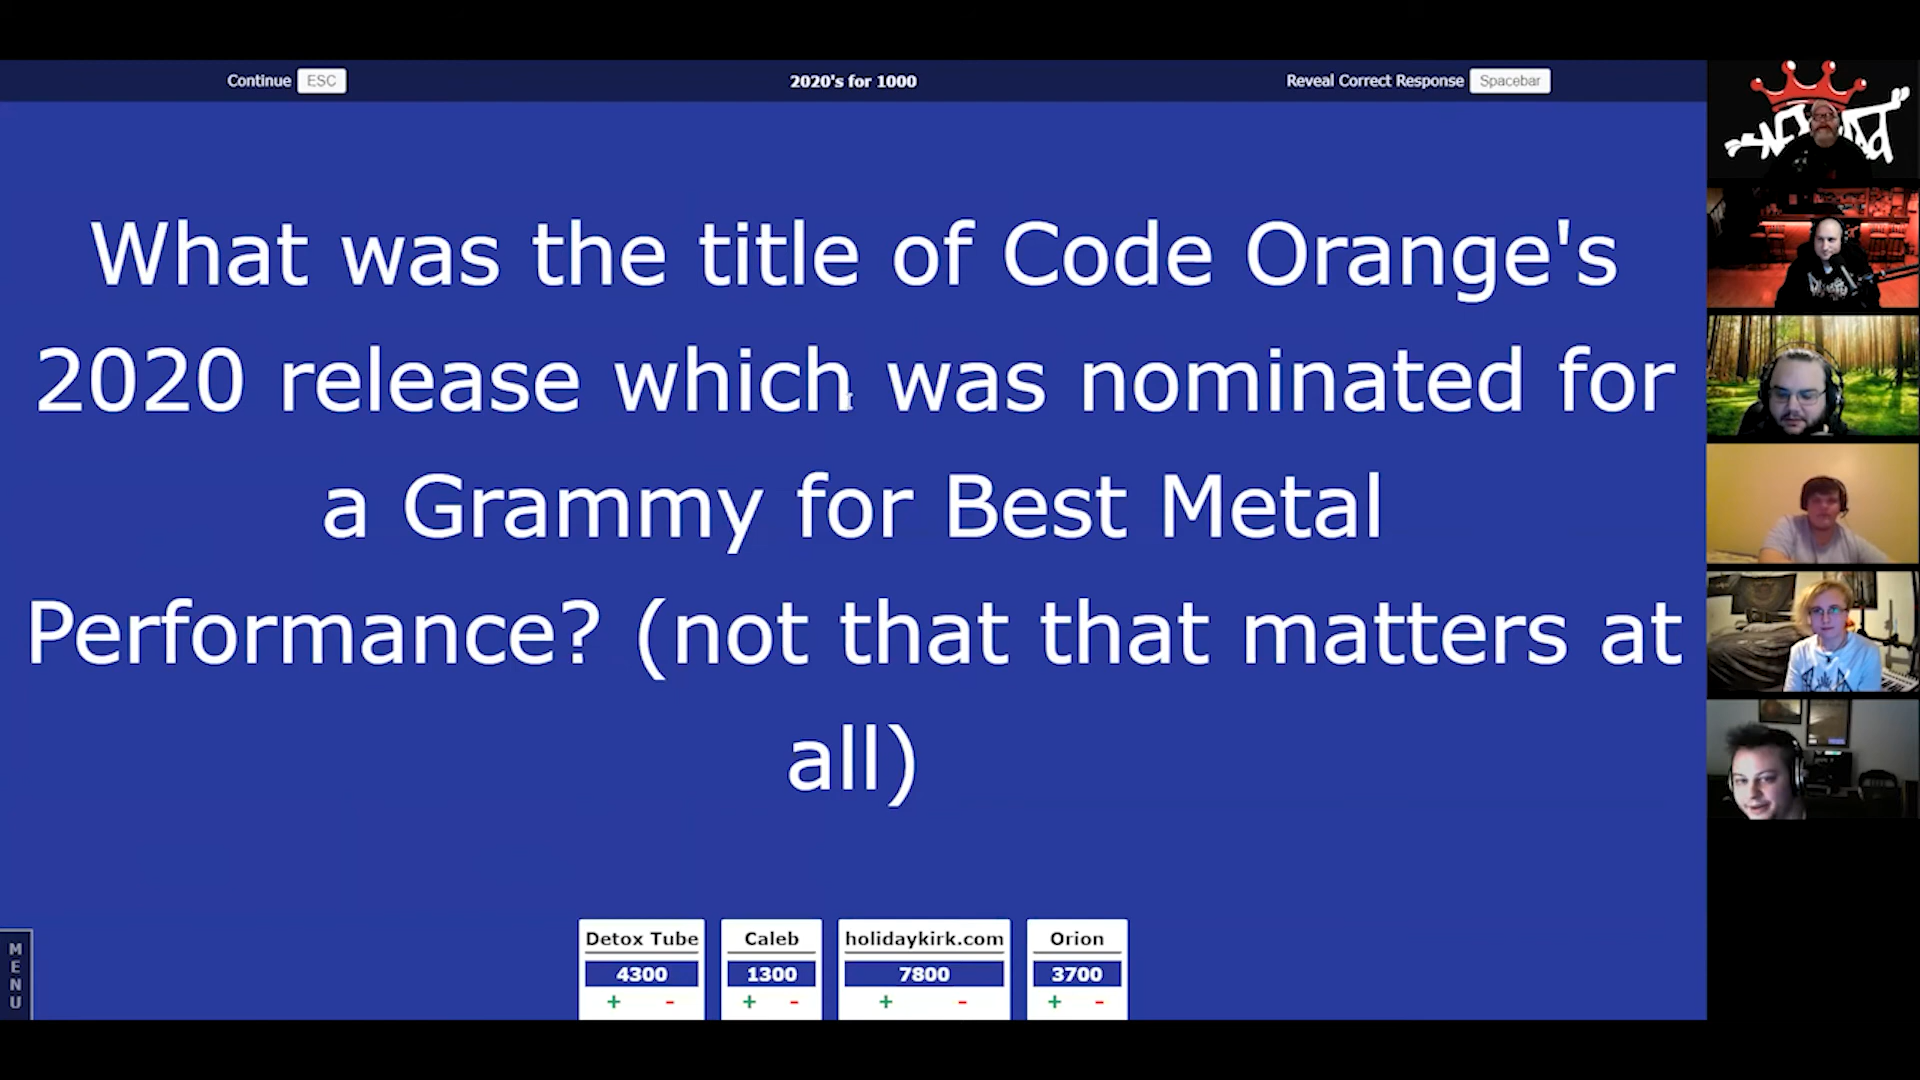 Continue ESC
2020's for 1000
Reveal Correct Response Spacebar
What was the title of Code Orange's
2020 release which was nominated for
a Grammy for Best Metal
Performance? (not that that matters at
all)
MENU
Detox Tube
4300
+ -
Caleb
1300
+ -
holidaykirk.com
7800
+ -
Orion
3700
+ -